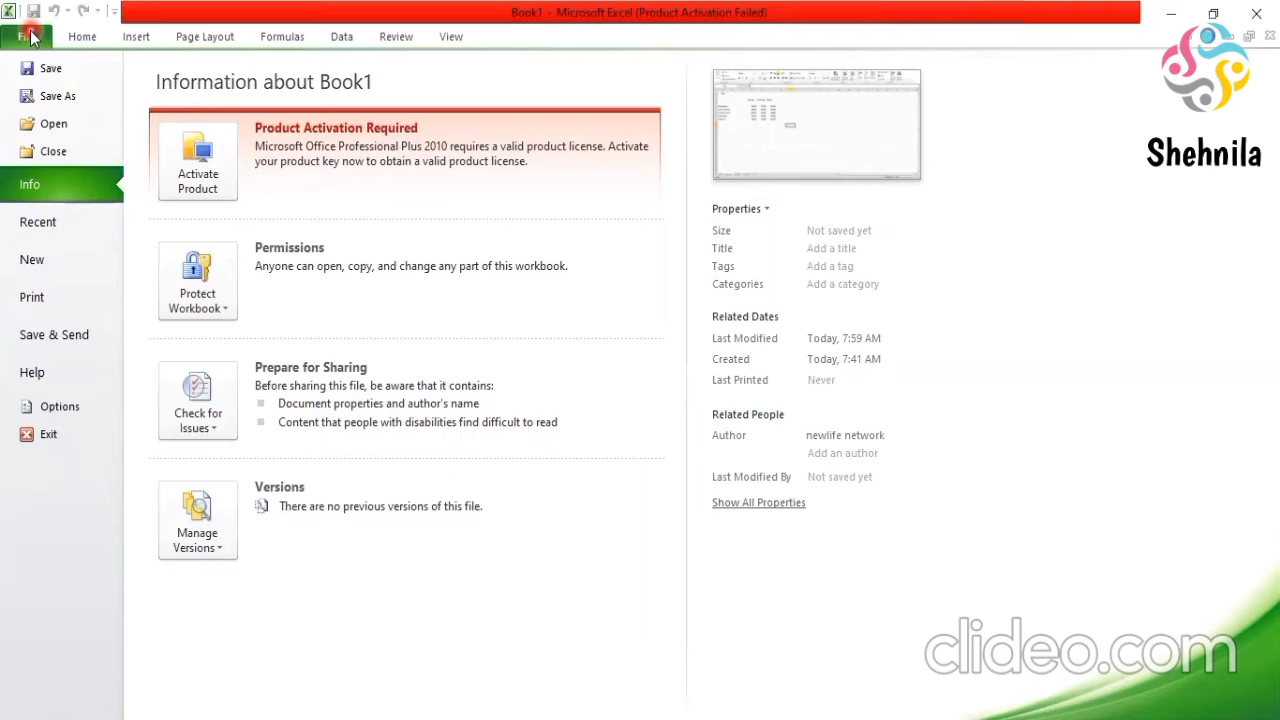 Book1 - Microsoft Excel (Product Activation Failed)
Home Insert Page Layout Formulas Data Review View
Save
Save As
Open
Close
Info
Recent
New
Print
Save & Send
Help
Options
Exit
Information about Book1
Activate
Product
Product Activation Required
Microsoft Office Professional Plus 2010 requires a valid product license. Activate
your product key now to obtain a valid product license.
Protect
Workbook
Permissions
Anyone can open, copy, and change any part of this workbook.
Check for
Issues
Prepare for Sharing
Before sharing this file, be aware that it contains:
Document properties and author's name
Content that people with disabilities find difficult to read
Manage
Versions
Versions
There are no previous versions of this file.
Properties
Size Not saved yet
Title Add a title
Tags Add a tag
Categories Add a category
Related Dates
Last Modified Today, 7:59 AM
Created Today, 7:41 AM
Last Printed Never
Related People
Author newlife network
Add an author
Last Modified By Not saved yet
Show All Properties
Shehnila
clideo.com